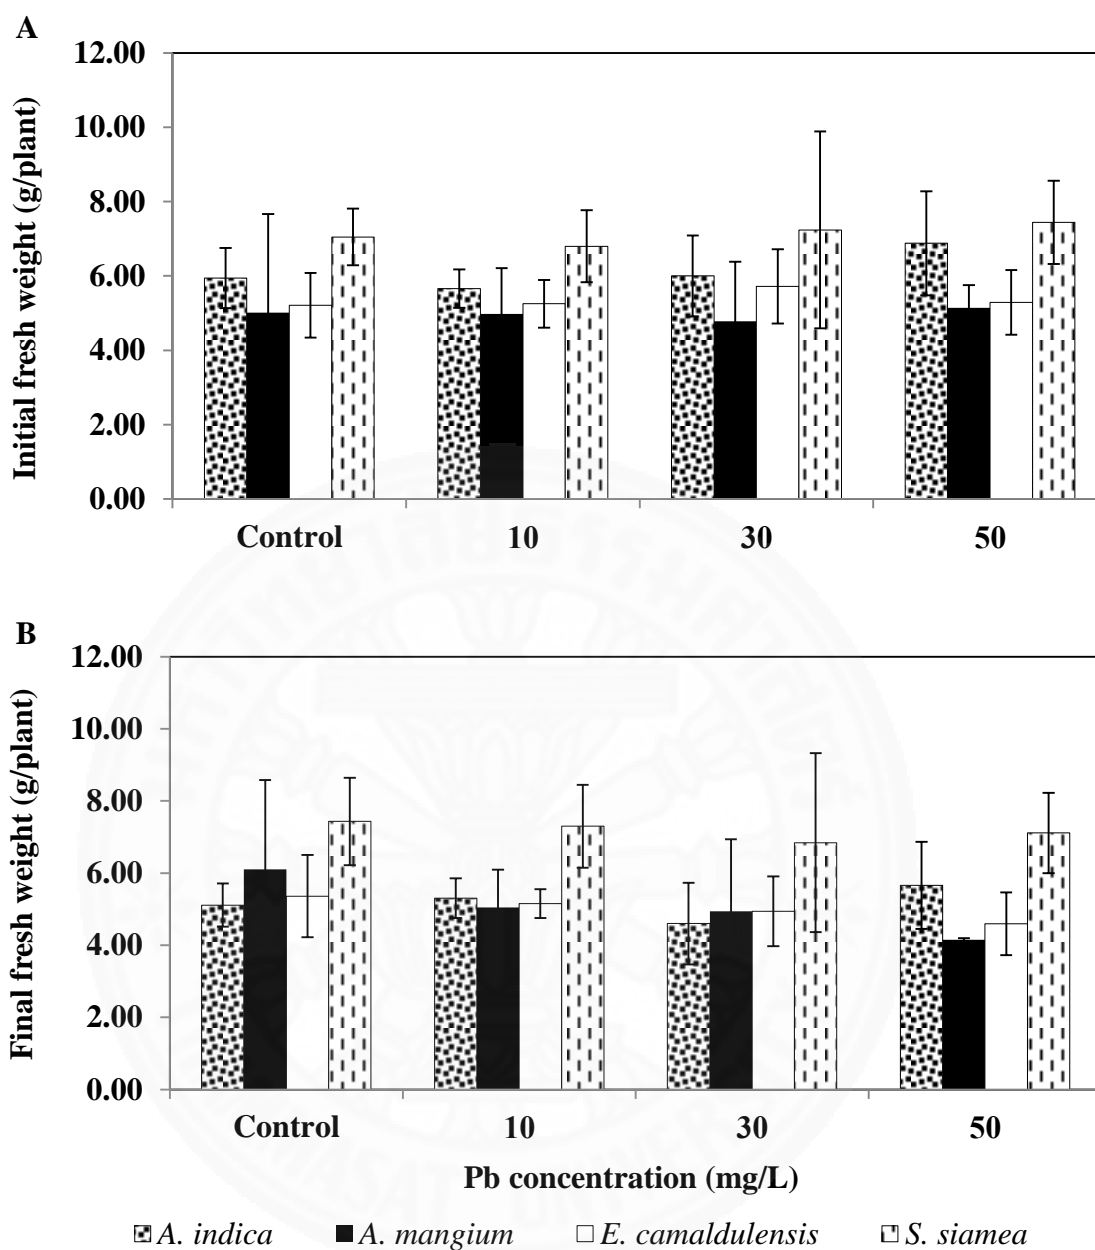 A
Initial fresh weight (g/plant)
12.00
10.00
8.00
6.00
4.00
2.00
0.00
Control 10 30 50
B
Final fresh weight (g/plant)
12.00
10.00
8.00
6.00
4.00
2.00
0.00
Control 10 30 50
Pb concentration (mg/L)
A. indica A. mangium E. camaldulensis S. siamea